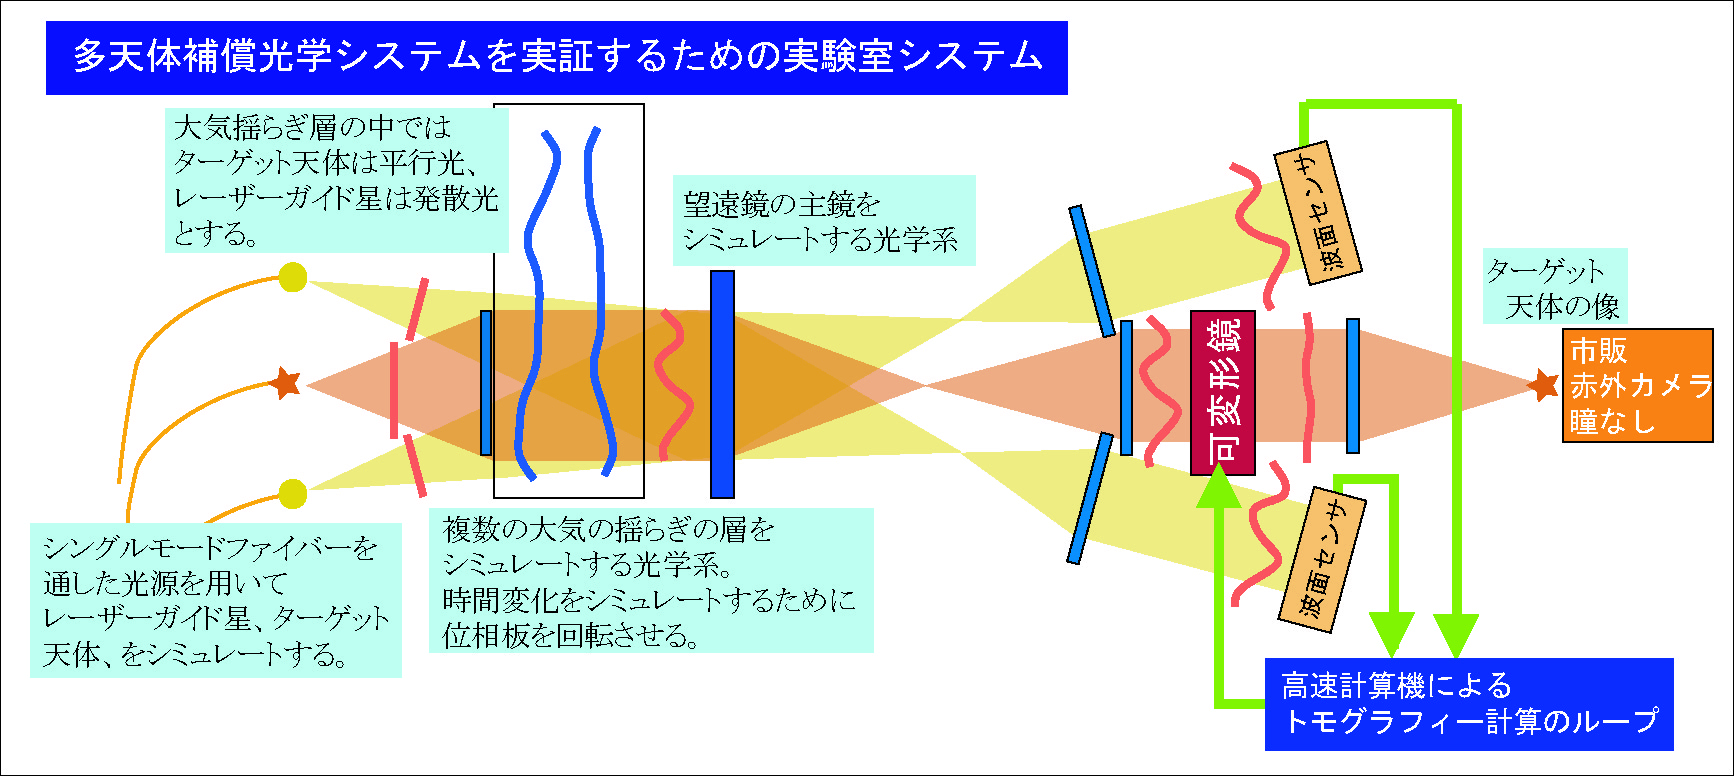 多天体補償光学システムを実証するための実験室システム
大気揺らぎ層の中では
ターゲット天体は平行光、
レーザーガイド星は発散光
とする。
望遠鏡の主鏡を
シミュレートする光学系
波面センサ
ターゲット
天体の像
可変形鏡
市販
赤外カメラ
瞳なし
シングルモードファイバーを
通した光源を用いて
レーザーガイド星、ターゲット
天体、をシミュレートする。
複数の大気の揺らぎの層を
シミュレートする光学系。
時間変化をシミュレートするために
位相板を回転させる。
波面センサ
高速計算機による
トモグラフィー計算のループ